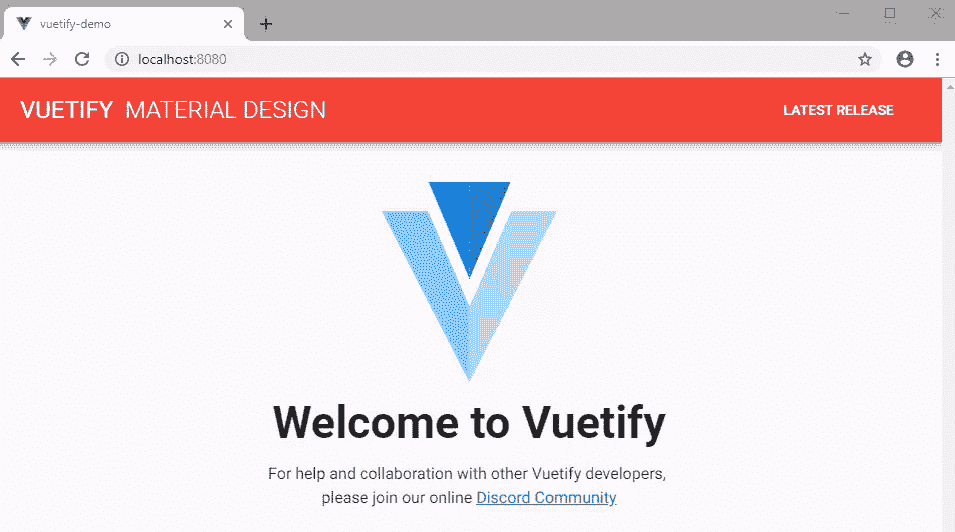 vuetify-demo
localhost:8080
VUETIFY MATERIAL DESIGN
LATEST RELEASE
Welcome to Vuetify
For help and collaboration with other Vuetify developers,
please join our online Discord Community